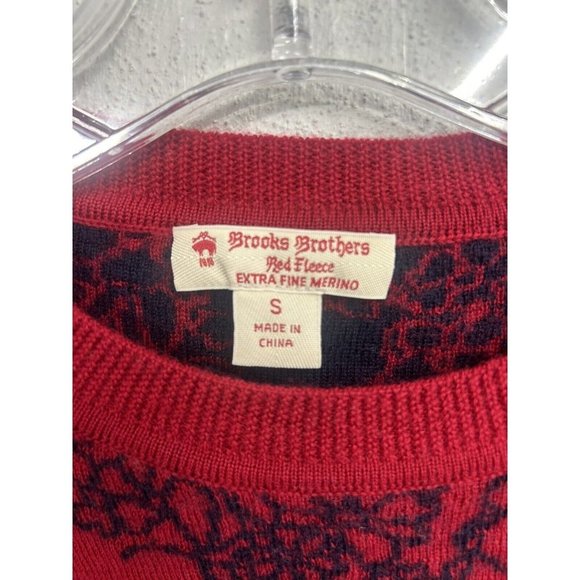 Brooks Brothers
Red Fleece
EXTRA FINE MERINO
S
MADE IN
CHINA